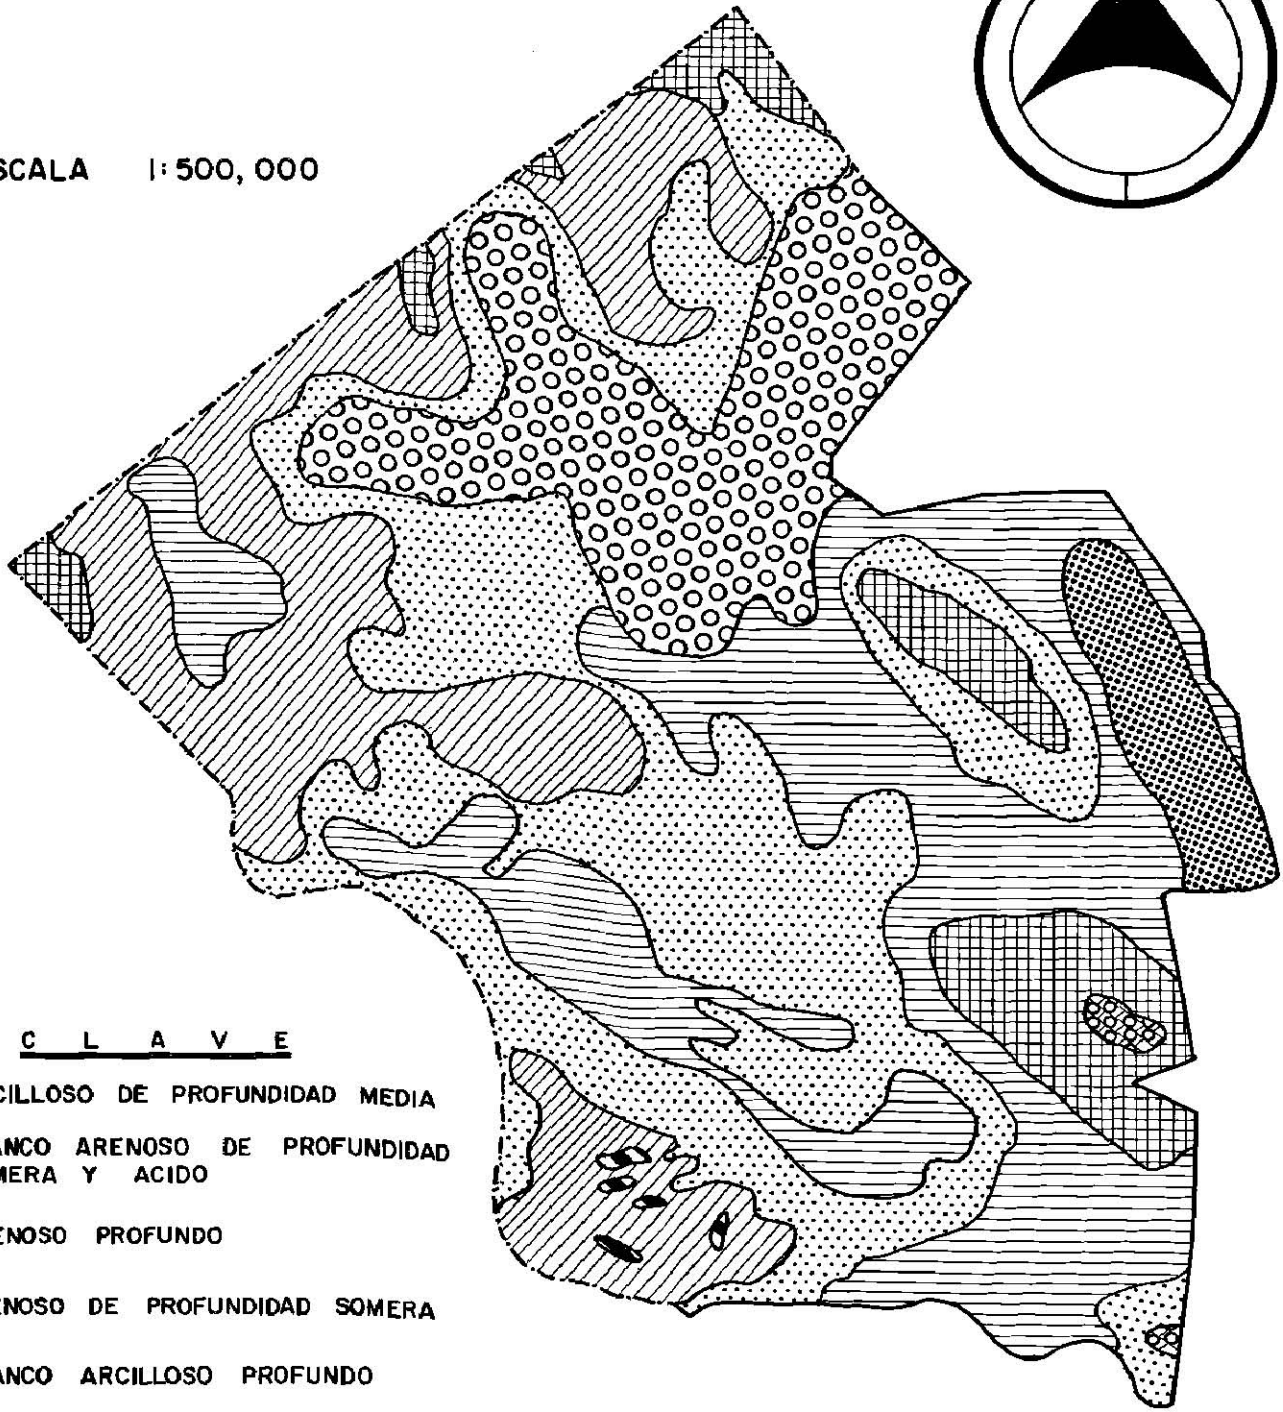 SCALA 1:500,000
C L A V E
CILLOSO DE PROFUNDIDAD MEDIA
ANCO ARENOSO DE PROFUNDIDAD
MERA Y ACIDO
ENOSO PROFUNDO
ENOSO DE PROFUNDIDAD SOMERA
ANCO ARCILLOSO PROFUNDO